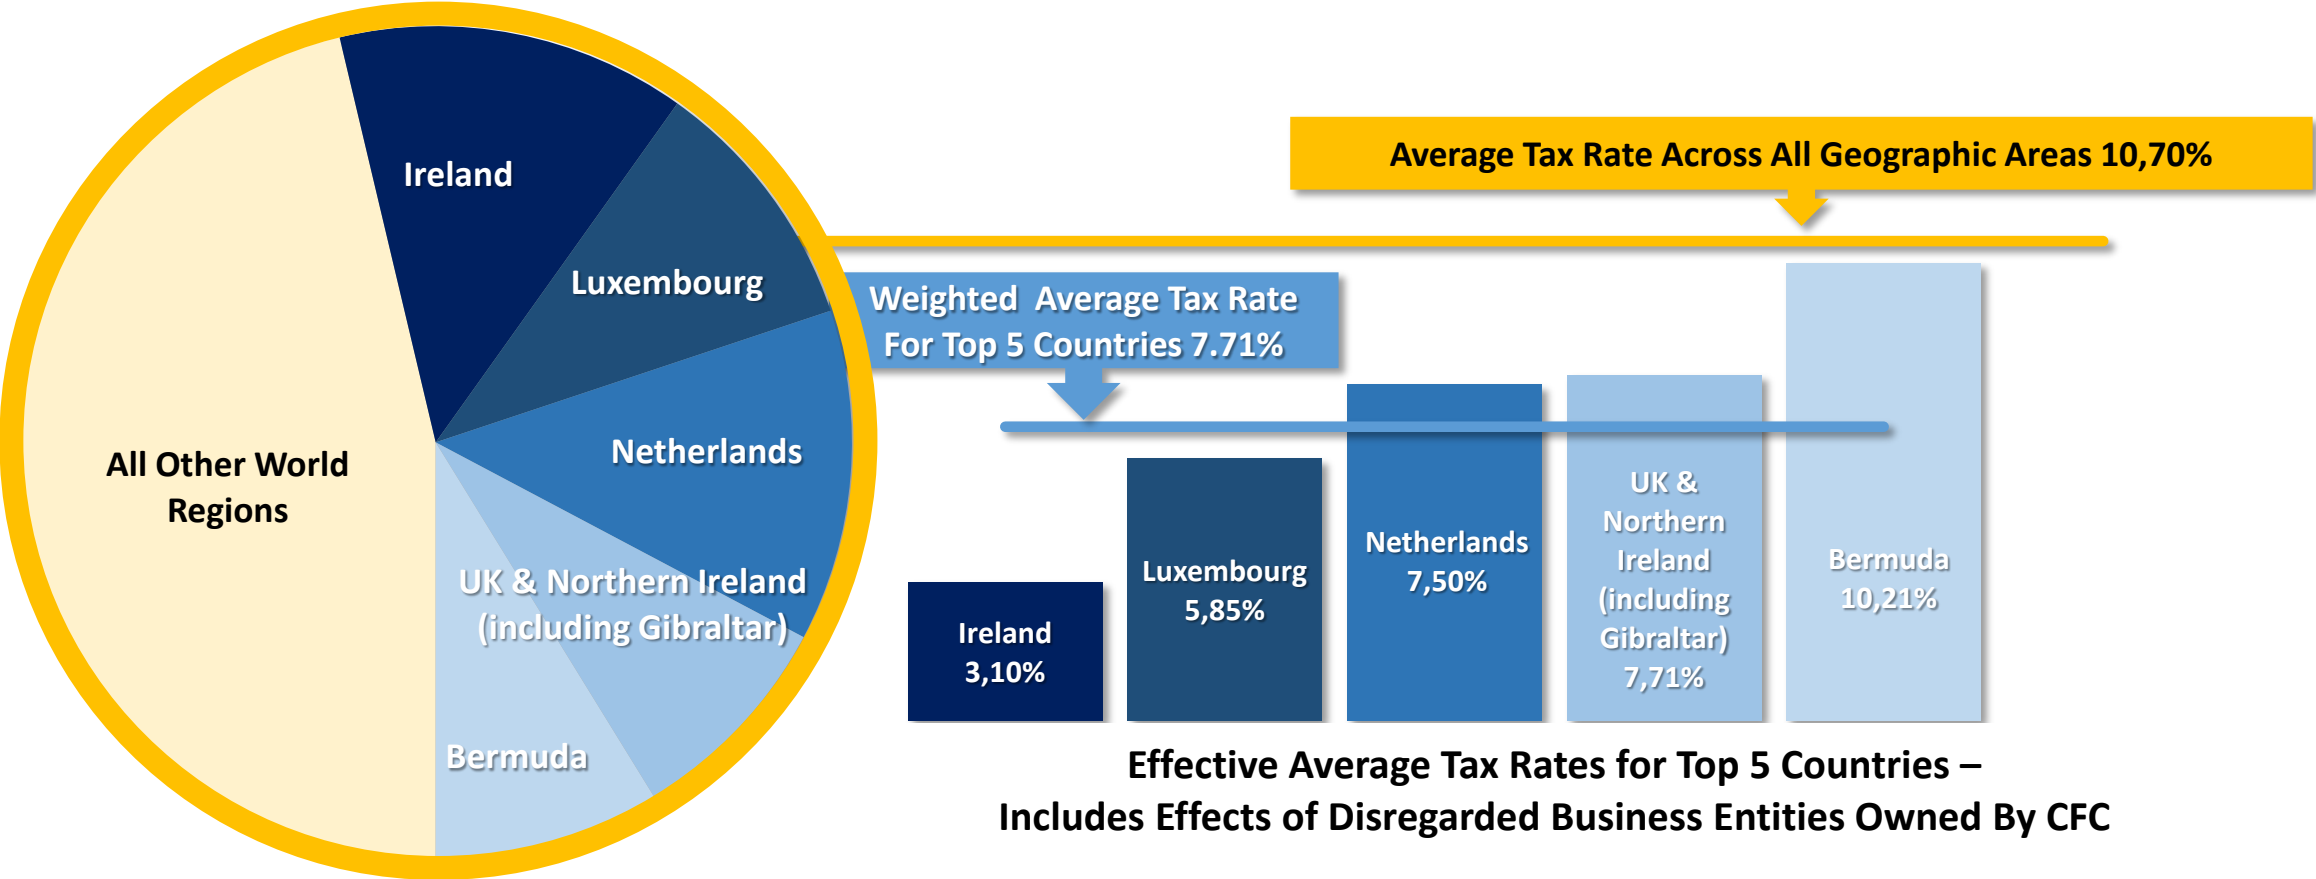 Ireland
Luxembourg
Netherlands
All Other World
Regions
UK & Northern Ireland
(including Gibraltar)
Bermuda
Average Tax Rate Across All Geographic Areas 10,70%
Weighted Average Tax Rate
For Top 5 Countries 7.71%
Ireland
3,10%
Luxembourg
5,85%
Netherlands
7,50%
UK &
Northern
Ireland
(including
Gibraltar)
7,71%
Bermuda
10,21%
Effective Average Tax Rates for Top 5 Countries –
Includes Effects of Disregarded Business Entities Owned By CFC